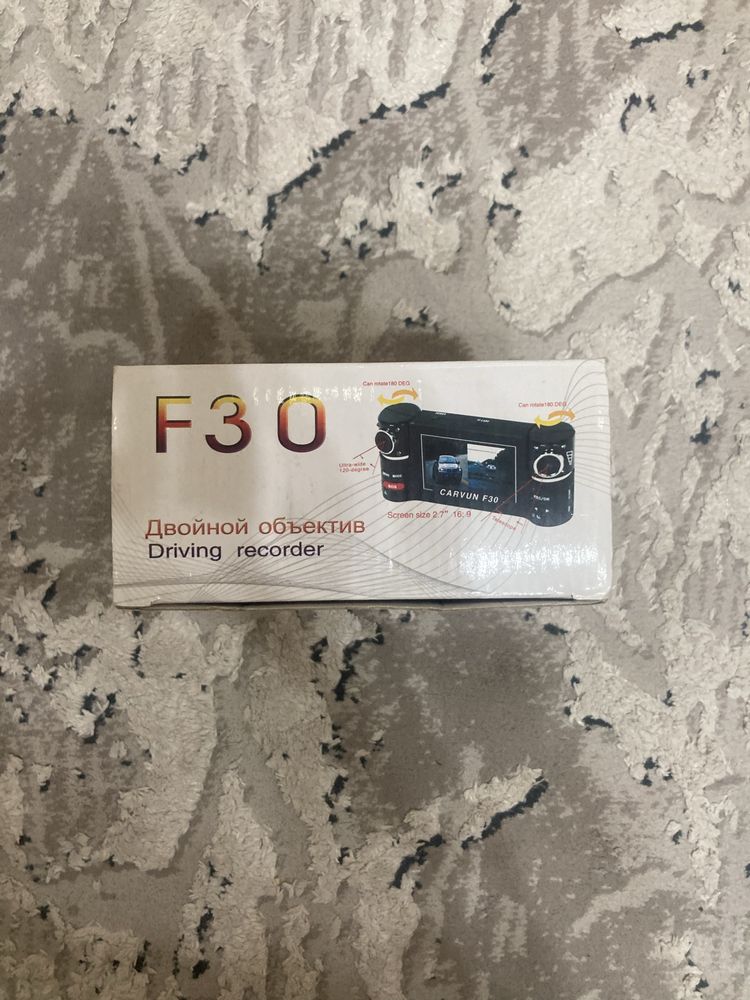 F30
Can rotate180 DEG
Can rotate180 DEG
Ultra-wide
120-degree
CARVUN F30
Screen size 2.7" 16:9
Telescope
Двойной объектив
Driving recorder